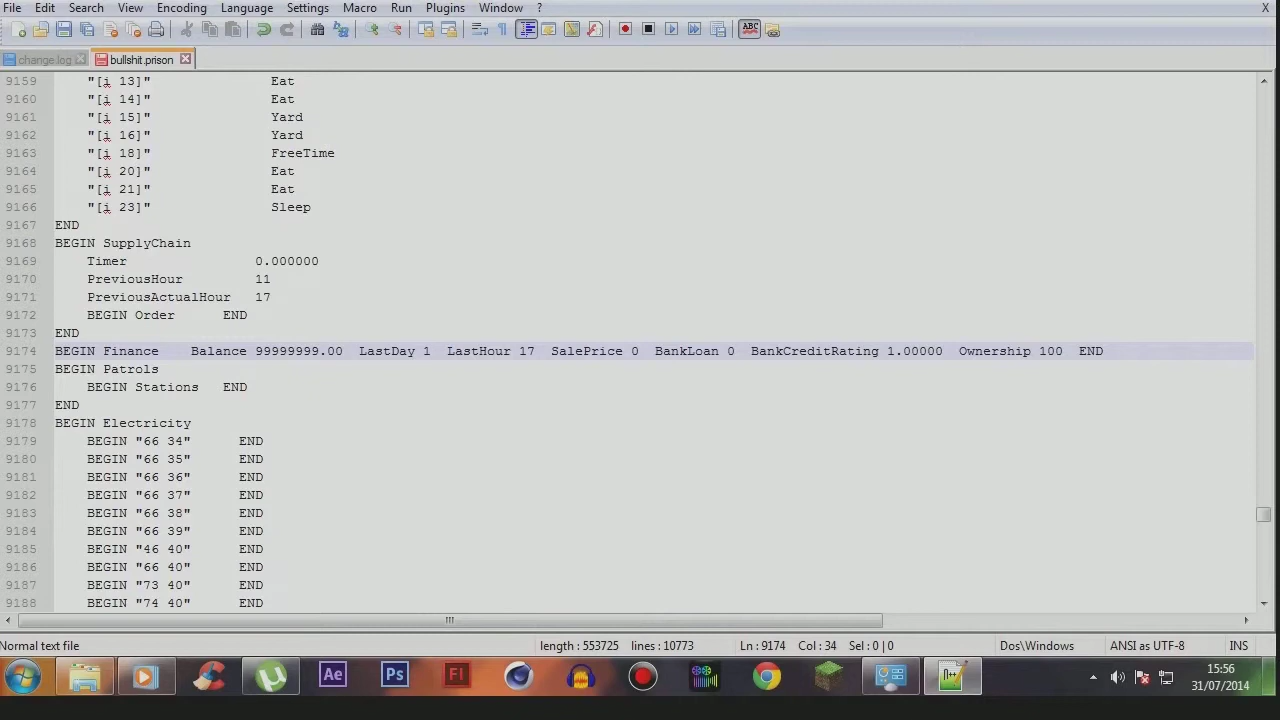 File Edit Search View Encoding Language Settings Macro Run Plugins Window ? X
ABC
change.log bullshit.prison
9159 "[i 13]" Eat
9160 "[i 14]" Eat
9161 "[i 15]" Yard
9162 "[i 16]" Yard
9163 "[i 18]" FreeTime
9164 "[i 20]" Eat
9165 "[i 21]" Eat
9166 "[i 23]" Sleep
9167 END
9168 BEGIN SupplyChain
9169 Timer 0.000000
9170 PreviousHour 11
9171 PreviousActualHour 17
9172 BEGIN Order END
9173 END
9174 BEGIN Finance Balance 99999999.00 LastDay 1 LastHour 17 SalePrice 0 BankLoan 0 BankCreditRating 1.00000 Ownership 100 END
9175 BEGIN Patrols
9176 BEGIN Stations END
9177 END
9178 BEGIN Electricity
9179 BEGIN "66 34" END
9180 BEGIN "66 35" END
9181 BEGIN "66 36" END
9182 BEGIN "66 37" END
9183 BEGIN "66 38" END
9184 BEGIN "66 39" END
9185 BEGIN "46 40" END
9186 BEGIN "66 40" END
9187 BEGIN "73 40" END
9188 BEGIN "74 40" END
Normal text file length : 553725 lines : 10773 Ln : 9174 Col : 34 Sel : 0 | 0 Dos\Windows ANSI as UTF-8 INS
Ae Ps Fl
15:56
31/07/2014